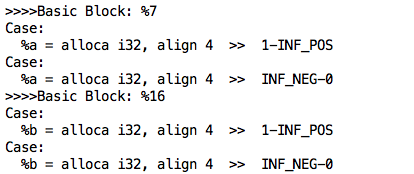 >>>>Basic Block: %7
Case:
%a = alloca i32, align 4 >> 1-INF_POS
Case:
%a = alloca i32, align 4 >> INF_NEG-0
>>>>Basic Block: %16
Case:
%b = alloca i32, align 4 >> 1-INF_POS
Case:
%b = alloca i32, align 4 >> INF_NEG-0